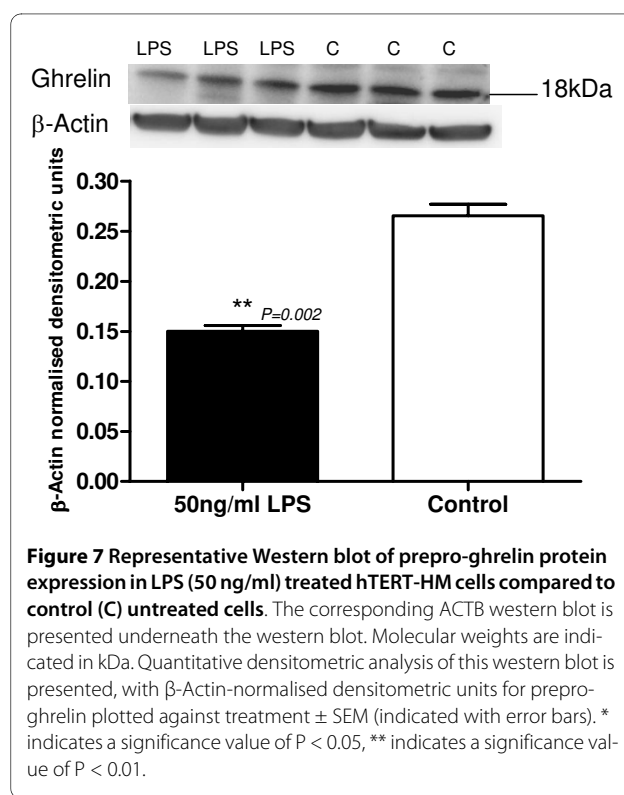 LPS LPS LPS C C C
Ghrelin 18kDa
β-Actin
β-Actin normalised densitometric units
0.30
0.25
0.20
0.15
0.10
0.05
0.00
** P=0.002
50ng/ml LPS Control
Figure 7 Representative Western blot of prepro-ghrelin protein
expression in LPS (50 ng/ml) treated hTERT-HM cells compared to
control (C) untreated cells. The corresponding ACTB western blot is
presented underneath the western blot. Molecular weights are indi-
cated in kDa. Quantitative densitometric analysis of this western blot is
presented, with β-Actin-normalised densitometric units for prepro-
ghrelin plotted against treatment ± SEM (indicated with error bars). *
indicates a significance value of P < 0.05, ** indicates a significance val-
ue of P < 0.01.